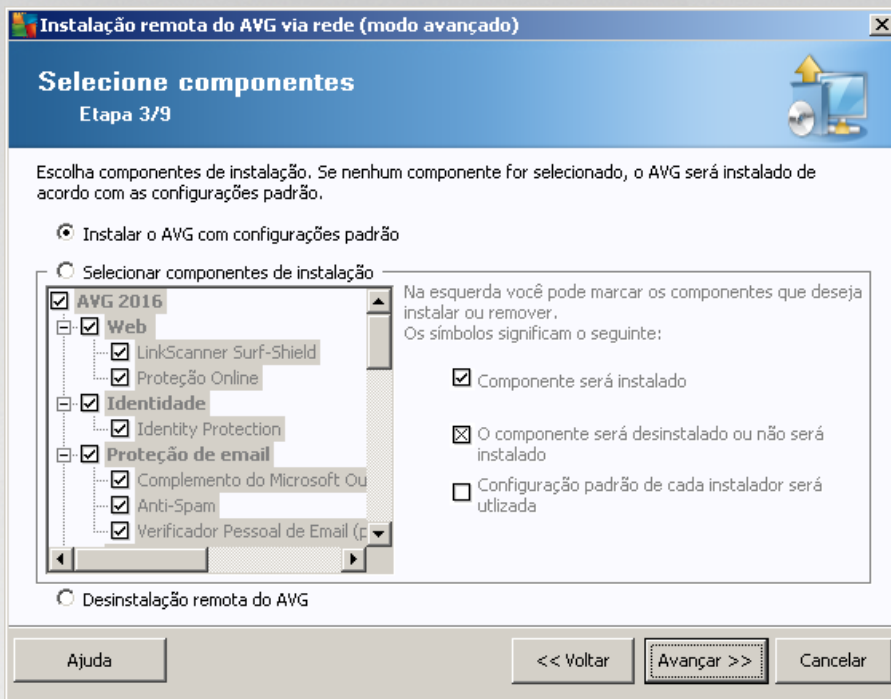 Instalação remota do AVG via rede (modo avançado)
Selecione componentes
Etapa 3/9
Escolha componentes de instalação. Se nenhum componente for selecionado, o AVG será instalado de
acordo com as configurações padrão.
Instalar o AVG com configurações padrão
Selecionar componentes de instalação
AVG 2016
Web
LinkScanner Surf-Shield
Proteção Online
Identidade
Identity Protection
Proteção de email
Complemento do Microsoft Ou
Anti-Spam
Verificador Pessoal de Email (p
Na esquerda você pode marcar os componentes que deseja
instalar ou remover.
Os símbolos significam o seguinte:
Componente será instalado
O componente será desinstalado ou não será
instalado
Configuração padrão de cada instalador será
utlizada
Desinstalação remota do AVG
Ajuda
<< Voltar
Avançar >>
Cancelar